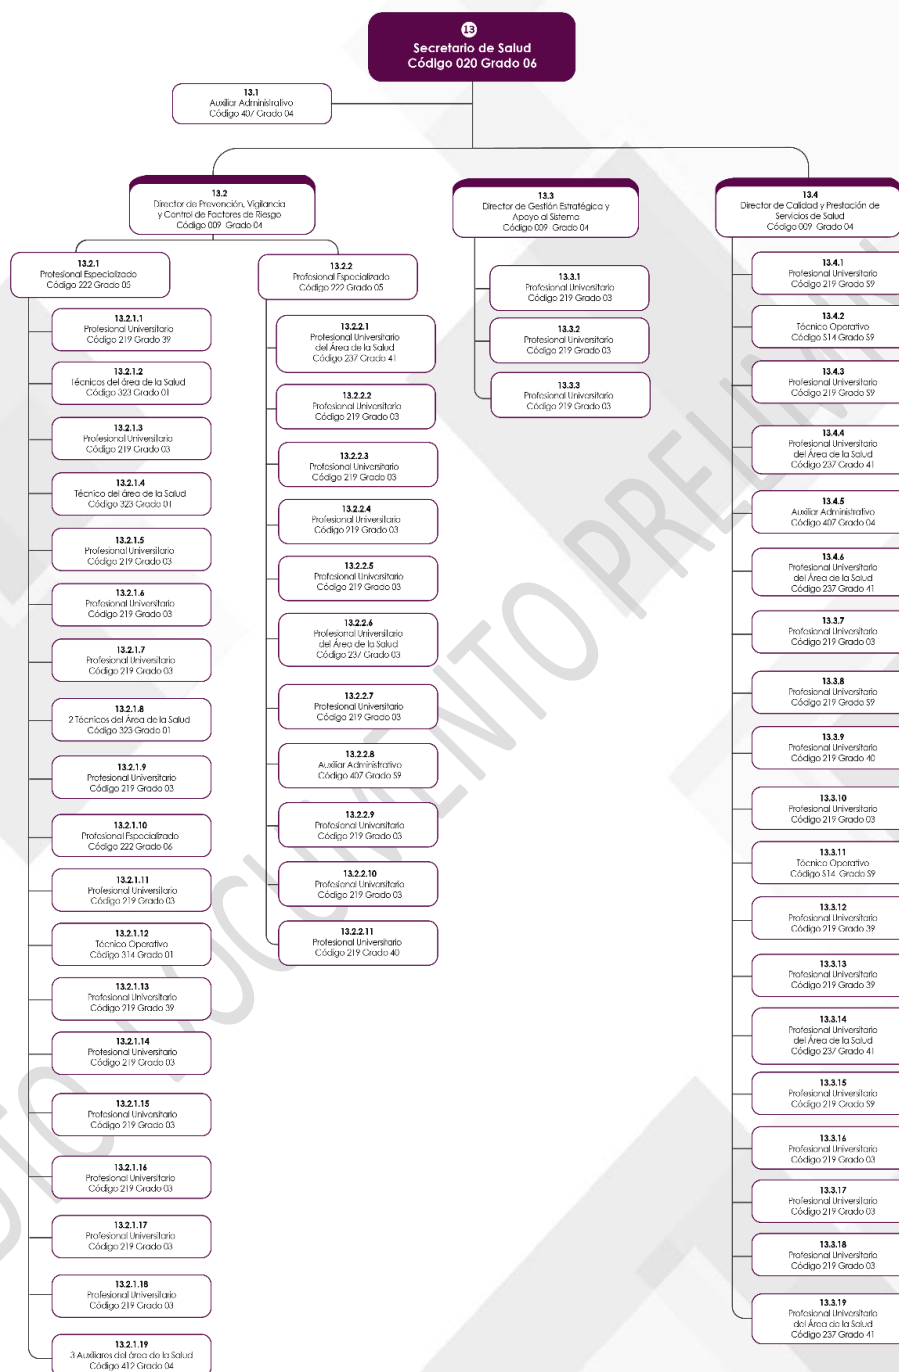 13
Secretario de Salud
Código 020 Grado 06
13.1
Auxiliar Administrativo
Código 407 Grado 04
13.2
Director de Prevención, Vigilancia
y Control de Factores de Riesgo
Código 009 Grado 04
13.3
Director de Gestión Estratégica y
Apoyo al Sistema
Código 009 Grado 04
13.4
Director de Calidad y Prestación de
Servicios de Salud
Código 009 Grado 04
13.2.1
Profesional Especializado
Código 222 Grado 05
13.2.1.1
Profesional Universitario
Código 219 Grado 39
13.2.1.2
Técnicos del área de la Salud
Código 323 Grado 01
13.2.1.3
Profesional Universitario
Código 219 Grado 03
13.2.1.4
Técnico del área de la Salud
Código 323 Grado 01
13.2.1.5
Profesional Universitario
Código 219 Grado 03
13.2.1.6
Profesional Universitario
Código 219 Grado 03
13.2.1.7
Profesional Universitario
Código 219 Grado 03
13.2.1.8
2 Técnicos del Área de la Salud
Código 323 Grado 01
13.2.1.9
Profesional Universitario
Código 219 Grado 03
13.2.1.10
Profesional Especializado
Código 222 Grado 06
13.2.1.11
Profesional Universitario
Código 219 Grado 03
13.2.1.12
Técnico Operativo
Código 314 Grado 01
13.2.1.13
Profesional Universitario
Código 219 Grado 39
13.2.1.14
Profesional Universitario
Código 219 Grado 03
13.2.1.15
Profesional Universitario
Código 219 Grado 03
13.2.1.16
Profesional Universitario
Código 219 Grado 03
13.2.1.17
Profesional Universitario
Código 219 Grado 03
13.2.1.18
Profesional Universitario
Código 219 Grado 03
13.2.1.19
3 Auxiliares del área de la Salud
Código 412 Grado 04
13.2.2
Profesional Especializado
Código 222 Grado 05
13.2.2.1
Profesional Universitario
del Área de la Salud
Código 237 Grado 41
13.2.2.2
Profesional Universitario
Código 219 Grado 03
13.2.2.3
Profesional Universitario
Código 219 Grado 03
13.2.2.4
Profesional Universitario
Código 219 Grado 03
13.2.2.5
Profesional Universitario
Código 219 Grado 03
13.2.2.6
Profesional Universitario
del Área de la Salud
Código 237 Grado 03
13.2.2.7
Profesional Universitario
Código 219 Grado 03
13.2.2.8
Auxiliar Administrativo
Código 407 Grado S9
13.2.2.9
Profesional Universitario
Código 219 Grado 03
13.2.2.10
Profesional Universitario
Código 219 Grado 03
13.2.2.11
Profesional Universitario
Código 219 Grado 40
13.3.1
Profesional Universitario
Código 219 Grado 03
13.3.2
Profesional Universitario
Código 219 Grado 03
13.3.3
Profesional Universitario
Código 219 Grado 03
13.4.1
Profesional Universitario
Código 219 Grado S9
13.4.2
Técnico Operativo
Código S14 Grado S9
13.4.3
Profesional Universitario
Código 219 Grado S9
13.4.4
Profesional Universitario
del Área de la Salud
Código 237 Grado 41
13.4.5
Auxiliar Administrativo
Código 407 Grado 04
13.4.6
Profesional Universitario
del Área de la Salud
Código 237 Grado 41
13.3.7
Profesional Universitario
Código 219 Grado 03
13.3.8
Profesional Universitario
Código 219 Grado S9
13.3.9
Profesional Universitario
Código 219 Grado 40
13.3.10
Profesional Universitario
Código 219 Grado 03
13.3.11
Técnico Operativo
Código S14 Grado S9
13.3.12
Profesional Universitario
Código 219 Grado 39
13.3.13
Profesional Universitario
Código 219 Grado 39
13.3.14
Profesional Universitario
del Área de la Salud
Código 237 Grado 41
13.3.15
Profesional Universitario
Código 219 Grado S9
13.3.16
Profesional Universitario
Código 219 Grado 03
13.3.17
Profesional Universitario
Código 219 Grado 03
13.3.18
Profesional Universitario
Código 219 Grado 03
13.3.19
Profesional Universitario
del Área de la Salud
Código 237 Grado 41